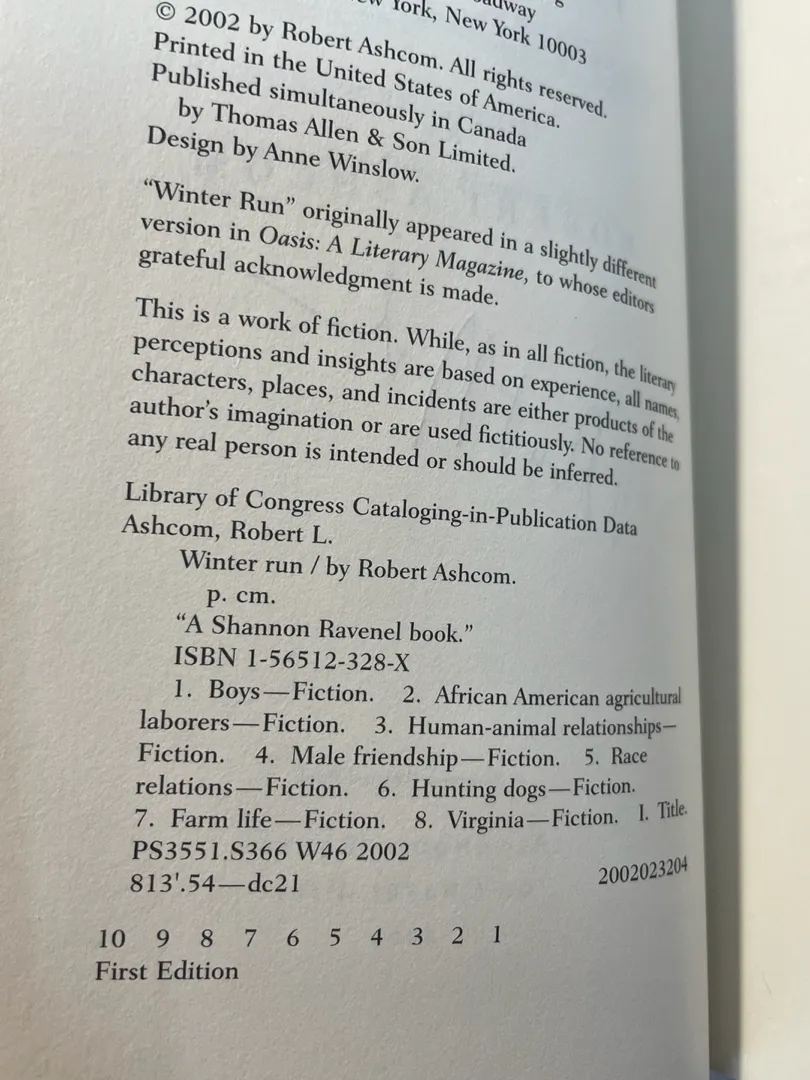 York, New York 10003
© 2002 by Robert Ashcom. All rights reserved.
Printed in the United States of America.
Published simultaneously in Canada
by Thomas Allen & Son Limited.
Design by Anne Winslow.
“Winter Run” originally appeared in a slightly different
version in Oasis: A Literary Magazine, to whose editors
grateful acknowledgment is made.
This is a work of fiction. While, as in all fiction, the literary
perceptions and insights are based on experience, all names,
characters, places, and incidents are either products of the
author’s imagination or are used fictitiously. No reference to
any real person is intended or should be inferred.
Library of Congress Cataloging-in-Publication Data
Ashcom, Robert L.
Winter run / by Robert Ashcom.
p. cm.
“A Shannon Ravenel book.”
ISBN 1-56512-328-X
1. Boys—Fiction. 2. African American agricultural
laborers—Fiction. 3. Human-animal relationships—
Fiction. 4. Male friendship—Fiction. 5. Race
relations—Fiction. 6. Hunting dogs—Fiction.
7. Farm life—Fiction. 8. Virginia—Fiction. I. Title.
PS3551.S366 W46 2002
813'.54—dc21 2002023204
10 9 8 7 6 5 4 3 2 1
First Edition